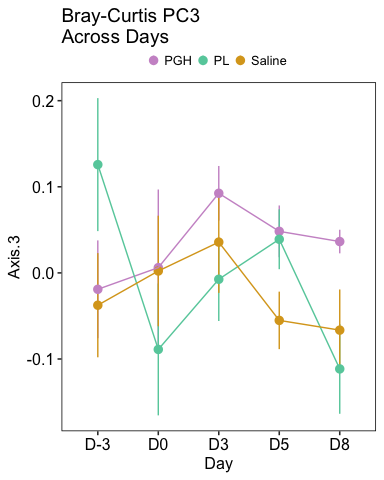 Bray-Curtis PC3
Across Days
PGH PL Saline
0.2
0.1
0.0
-0.1
Axis.3
D-3 D0 D3 D5 D8
Day